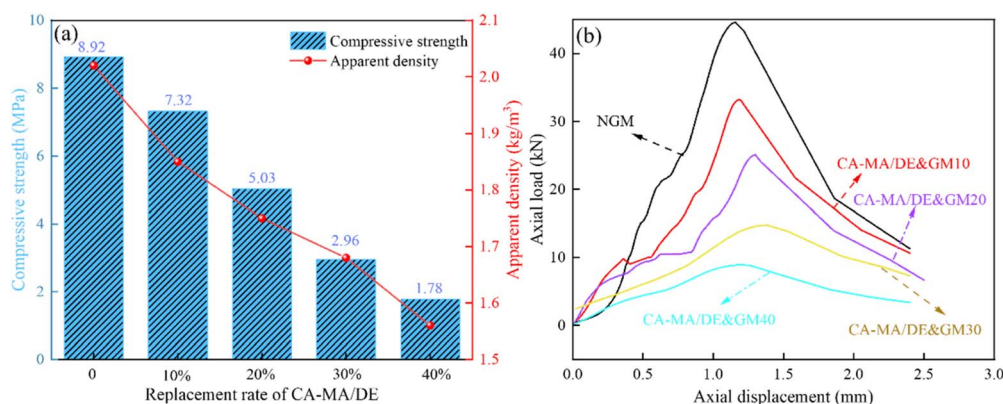 (a)
Compressive strength
Apparent density
8.92
7.32
5.03
2.96
1.78
Compressive strength (MPa)
10
8
6
4
2
0
Apparent density (kg/m³)
2.1
2.0
1.9
1.8
1.7
1.6
1.5
0 10% 20% 30% 40%
Replacement rate of CA-MA/DE
(b)
NGM
CA-MA/DE&GM10
CA-MA/DE&GM20
CA-MA/DE&GM40
CA-MA/DE&GM30
Axial load (kN)
40
30
20
10
0
0.0 0.5 1.0 1.5 2.0 2.5 3.0
Axial displacement (mm)